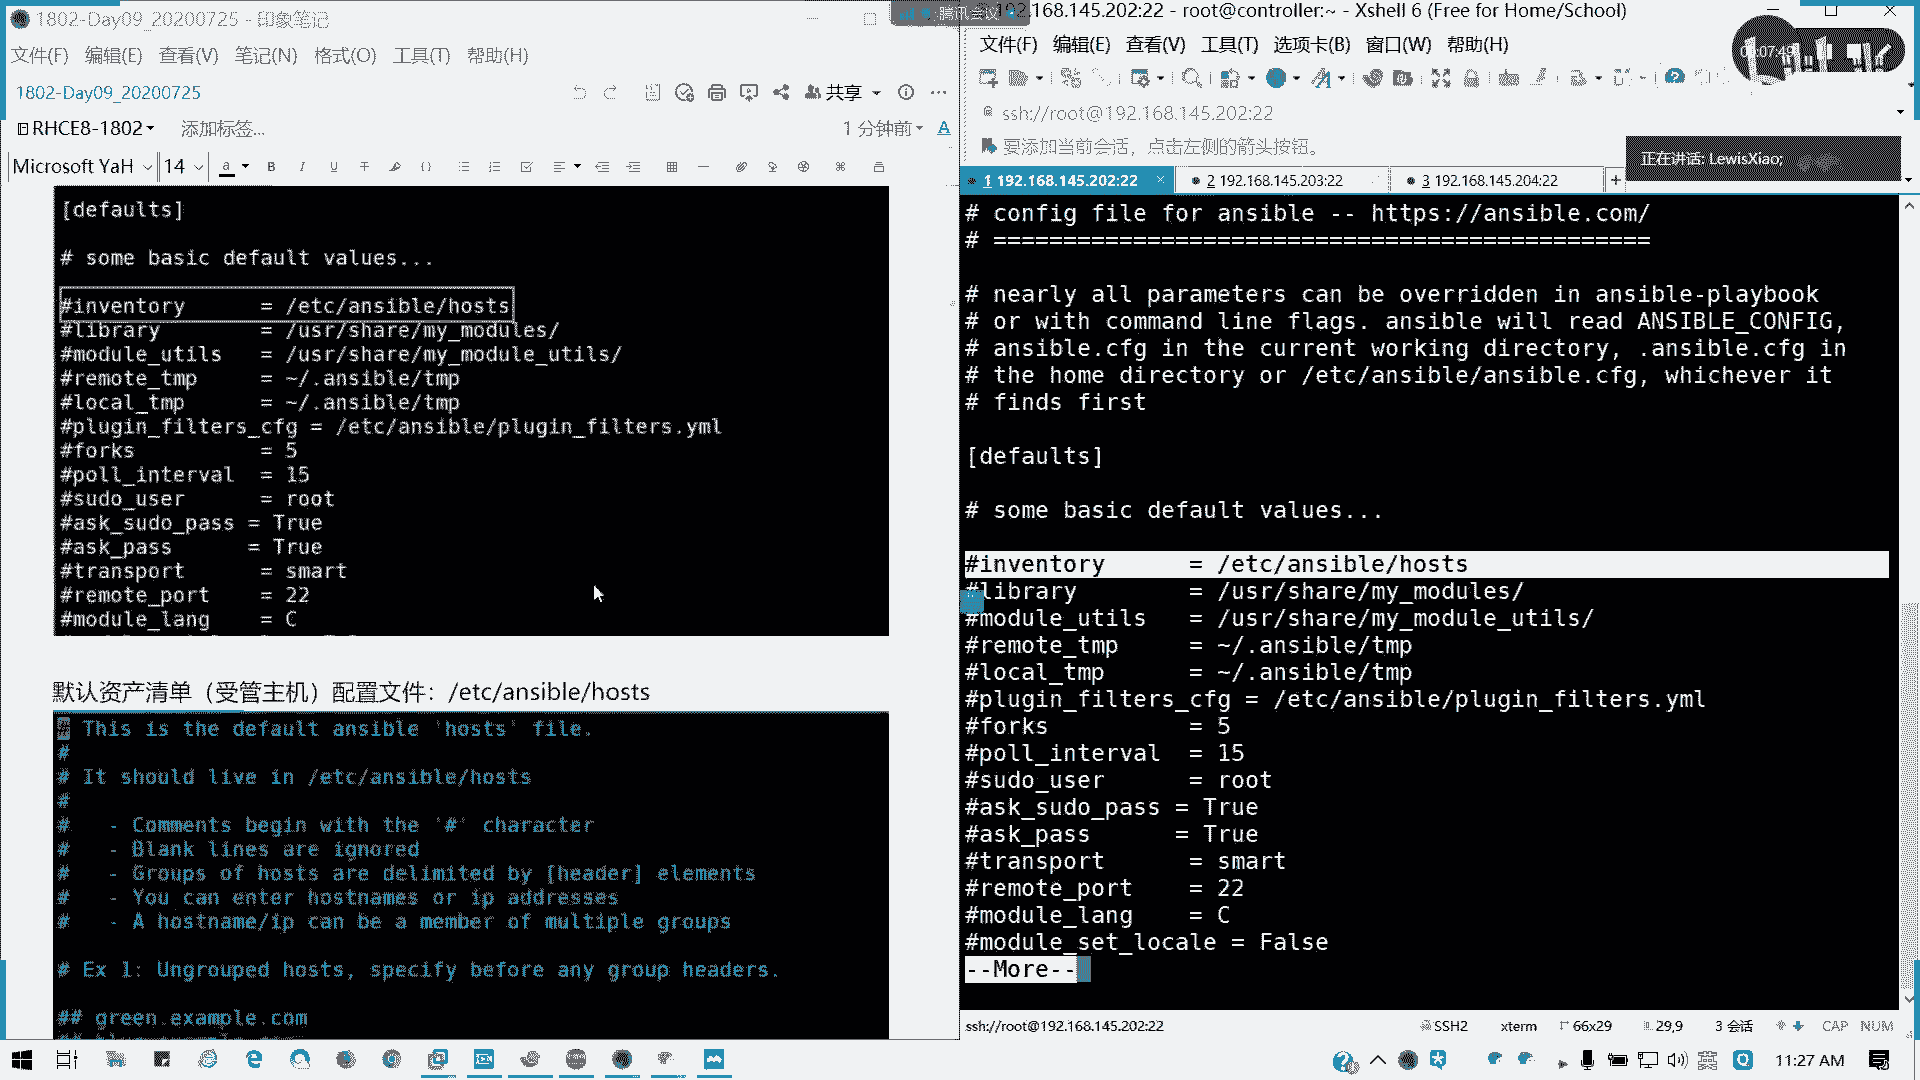 1802-Day09_20200725 - 印象笔记
文件(F) 编辑(E) 查看(V) 笔记(N) 格式(O) 工具(T) 帮助(H)
1802-Day09_20200725
共享
RHCE8-1802
添加标签...
1 分钟前
Microsoft YaH 14
[defaults]
# some basic default values...
#inventory = /etc/ansible/hosts
#library = /usr/share/my_modules/
#module_utils = /usr/share/my_module_utils/
#remote_tmp = ~/.ansible/tmp
#local_tmp = ~/.ansible/tmp
#plugin_filters_cfg = /etc/ansible/plugin_filters.yml
#forks = 5
#poll_interval = 15
#sudo_user = root
#ask_sudo_pass = True
#ask_pass = True
#transport = smart
#remote_port = 22
#module_lang = C
默认资产清单（受管主机）配置文件：/etc/ansible/hosts
# This is the default ansible 'hosts' file.
#
# It should live in /etc/ansible/hosts
#
# - Comments begin with the '#' character
# - Blank lines are ignored
# - Groups of hosts are delimited by [header] elements
# - You can enter hostnames or ip addresses
# - A hostname/ip can be a member of multiple groups
# Ex 1: Ungrouped hosts, specify before any group headers.
## green.example.com
腾讯会议
192.168.145.202:22 - root@controller:~ - Xshell 6 (Free for Home/School)
文件(F) 编辑(E) 查看(V) 工具(T) 选项卡(B) 窗口(W) 帮助(H)
00:07:49
ssh://root@192.168.145.202:22
要添加当前会话，点击左侧的箭头按钮。
正在讲话: LewisXiao;
1 192.168.145.202:22
2 192.168.145.203:22
3 192.168.145.204:22
# config file for ansible -- https://ansible.com/
# ===============================================
# nearly all parameters can be overridden in ansible-playbook
# or with command line flags. ansible will read ANSIBLE_CONFIG,
# ansible.cfg in the current working directory, .ansible.cfg in
# the home directory or /etc/ansible/ansible.cfg, whichever it
# finds first
[defaults]
# some basic default values...
#inventory = /etc/ansible/hosts
#library = /usr/share/my_modules/
#module_utils = /usr/share/my_module_utils/
#remote_tmp = ~/.ansible/tmp
#local_tmp = ~/.ansible/tmp
#plugin_filters_cfg = /etc/ansible/plugin_filters.yml
#forks = 5
#poll_interval = 15
#sudo_user = root
#ask_sudo_pass = True
#ask_pass = True
#transport = smart
#remote_port = 22
#module_lang = C
#module_set_locale = False
--More--
ssh://root@192.168.145.202:22
SSH2 xterm 66x29 29,9 3 会话 CAP NUM
11:27 AM